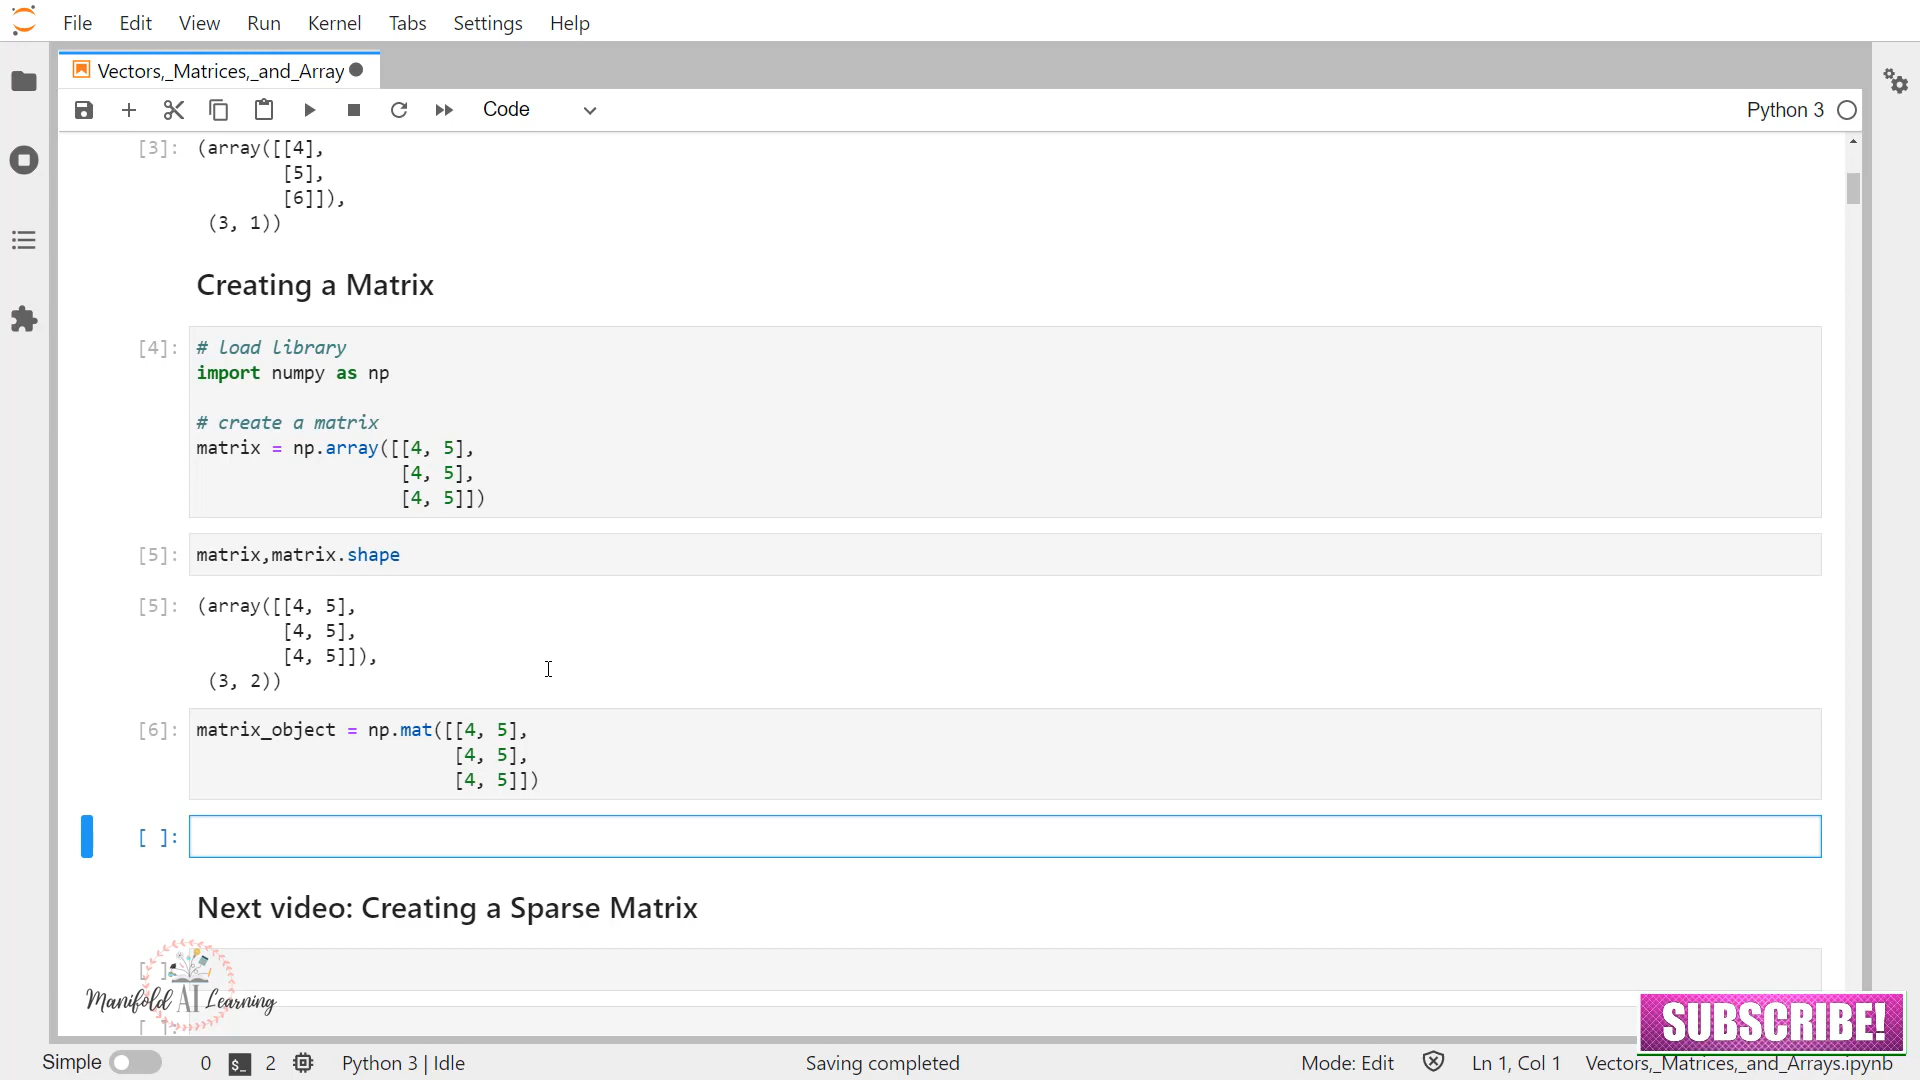 File Edit View Run Kernel Tabs Settings Help
Vectors,_Matrices,_and_Array
Code
Python 3
[3]: (array([[4],
[5],
[6]]),
(3, 1))
Creating a Matrix
[4]: # load library
import numpy as np
# create a matrix
matrix = np.array([[4, 5],
[4, 5],
[4, 5]])
[5]: matrix,matrix.shape
[5]: (array([[4, 5],
[4, 5],
[4, 5]]),
(3, 2))
[6]: matrix_object = np.mat([[4, 5],
[4, 5],
[4, 5]])
[ ]:
Next video: Creating a Sparse Matrix
[ ]:
Manifold AI Learning
[ ]:
SUBSCRIBE!
Simple 0 $_ 2 Python 3 | Idle Saving completed Mode: Edit Ln 1, Col 1 Vectors,_Matrices,_and_Arrays.ipynb